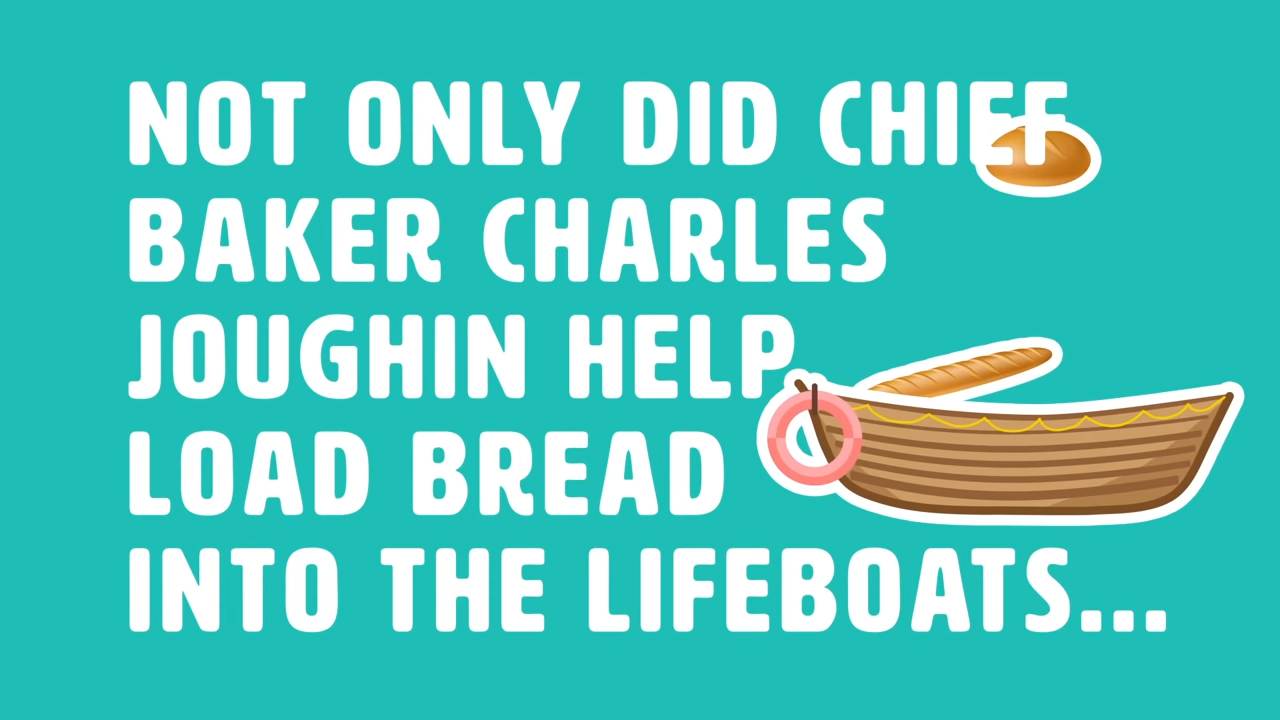 NOT ONLY DID CHIEF
BAKER CHARLES
JOUGHIN HELP
LOAD BREAD
INTO THE LIFEBOATS...